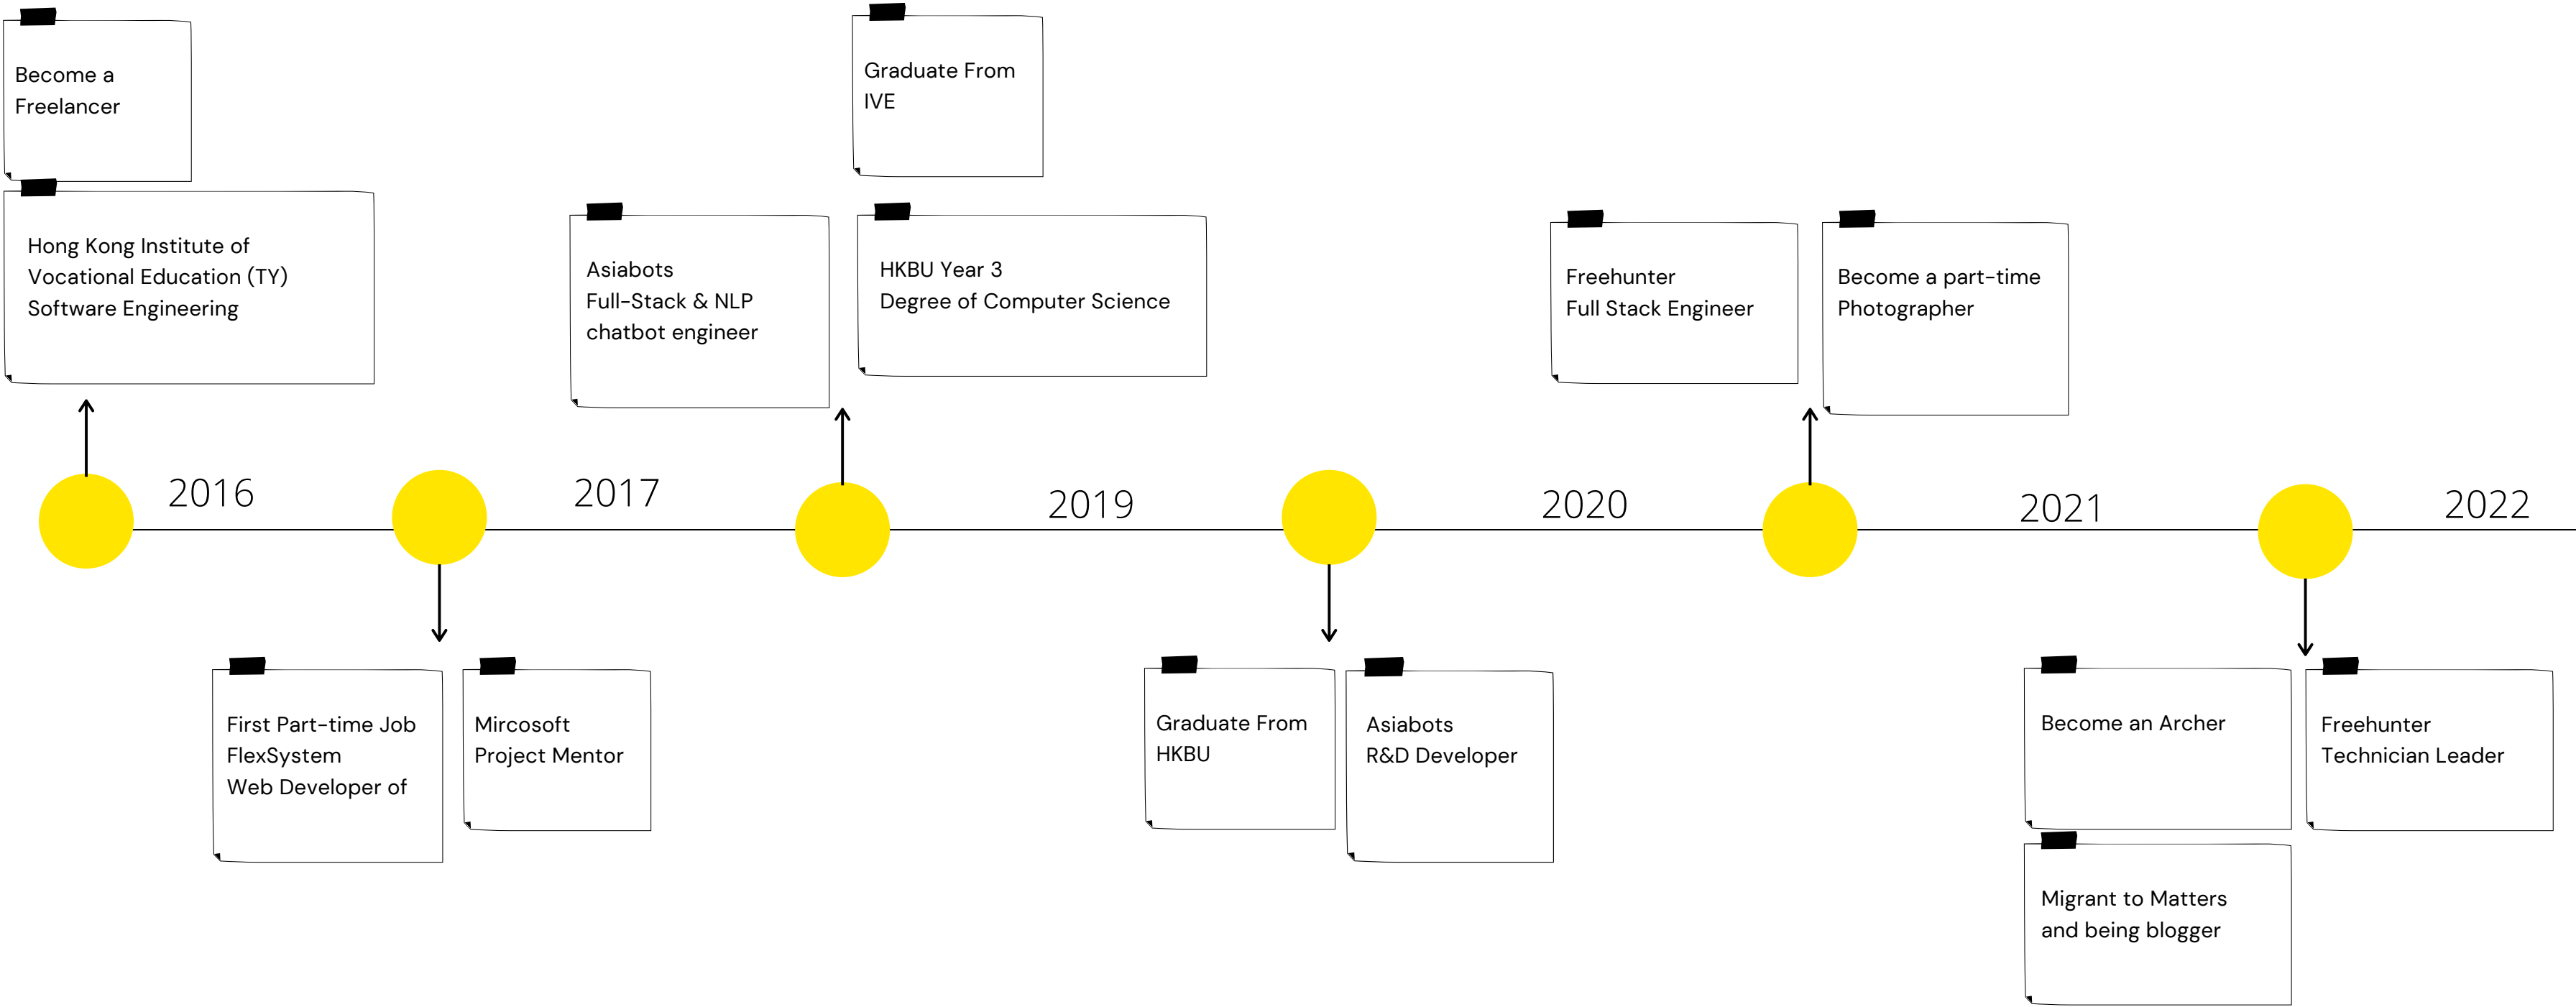 Become a
Freelancer
Graduate From
IVE
Hong Kong Institute of
Vocational Education (TY)
Software Engineering
Asiabots
Full-Stack & NLP
chatbot engineer
HKBU Year 3
Degree of Computer Science
Freehunter
Full Stack Engineer
Become a part-time
Photographer
2016
2017
2019
2020
2021
2022
First Part-time Job
FlexSystem
Web Developer of
Mircosoft
Project Mentor
Graduate From
HKBU
Asiabots
R&D Developer
Become an Archer
Freehunter
Technician Leader
Migrant to Matters
and being blogger